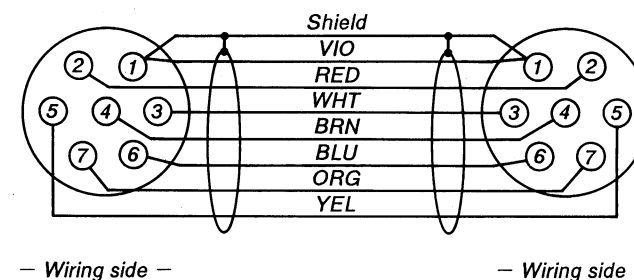 Shield
VIO
2 1 RED 1 2
WHT
5 4 3 3 4 5
BRN
7 6 BLU 6 7
ORG
YEL
— Wiring side — — Wiring side